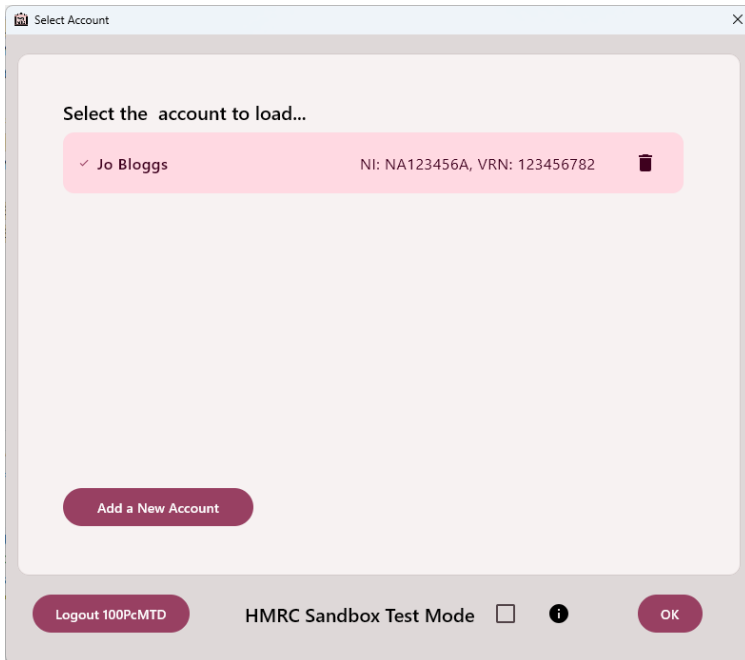 Select Account
Select the  account to load...
Jo Bloggs NI: NA123456A, VRN: 123456782
Add a New Account
Logout 100PcMTD HMRC Sandbox Test Mode OK